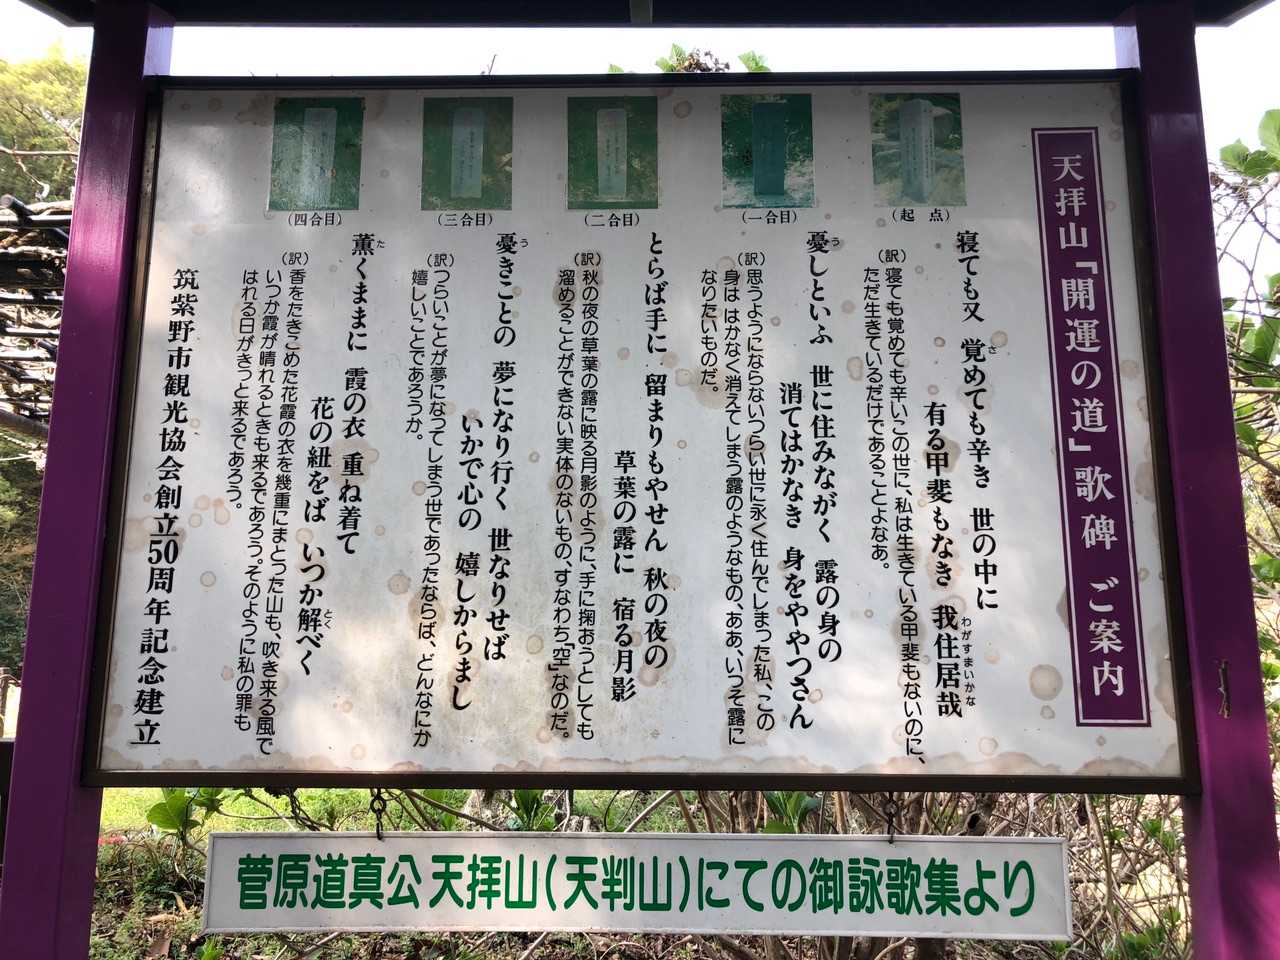 天拝山「開運の道」歌碑 ご案内
(起 点)
寝ても又 覚めても辛き 世の中に
さ
有る甲斐もなき 我住居哉
わがすまいかな
(訳)寝ても覚めても辛いこの世に、私は生きている甲斐もないのに、
ただ生きているだけであることよなあ。
(一合目)
憂しといふ 世に住みながく 露の身の
う
消てはかなき 身をややつさん
(訳)思うようにならないつらい世に永く住んでしまった私、この
身ははかなく消えてしまう露のようなもの、ああ、いっそ露に
なりたいものだ。
(二合目)
とらば手に 留まりもやせん 秋の夜の
草葉の露に 宿る月影
(訳)秋の夜の草葉の露に映る月影のように、手に掬おうとしても
溜めることができない実体のないもの、すなわち「空」なのだ。
(三合目)
憂きことの 夢になり行く 世なりせば
う
いかで心の 嬉しからまし
(訳)つらいことが夢になってしまう世であったならば、どんなにか
嬉しいことであろうか。
(四合目)
薫くままに 霞の衣 重ね着て
た
花の紐をば いつか解べく
とく
(訳)香をたきこめた花霞の衣を幾重にまとった山も、吹き来る風で
いつか霞が晴れるときも来るであろう。そのように私の罪も
はれる日がきっと来るであろう。
筑紫野市観光協会創立50周年記念建立
菅原道真公 天拝山(天判山)にての御詠歌集より